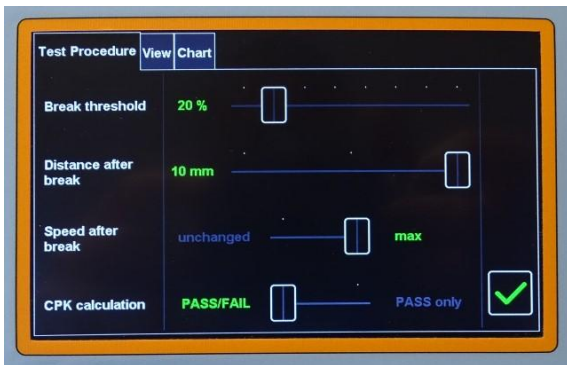 Test Procedure View Chart
Break threshold 20 %
Distance after
break 10 mm
Speed after
break unchanged max
CPK calculation PASS/FAIL PASS only